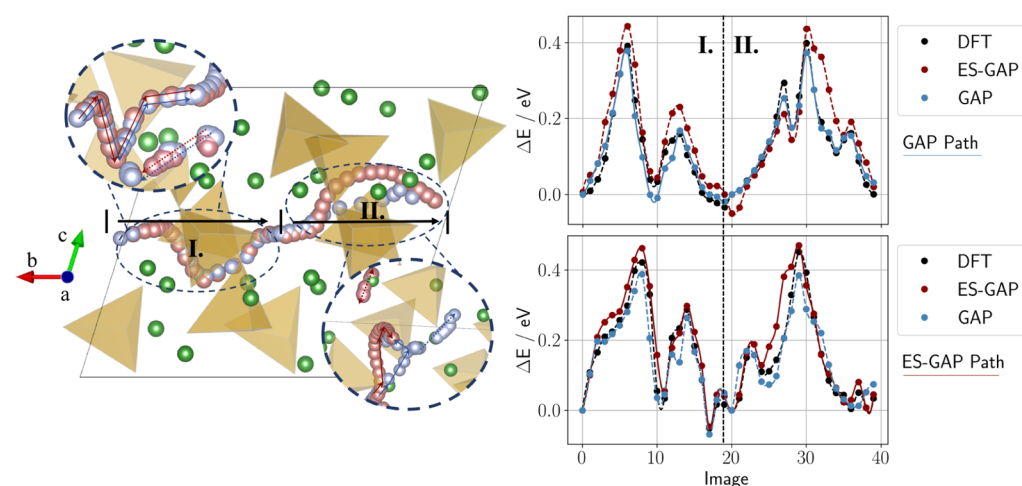 c
b
a
I.
II.
ΔE / eV
0.4
0.2
0.0
I.
II.
DFT
ES-GAP
GAP
GAP Path
ΔE / eV
0.4
0.2
0.0
0
10
20
30
40
Image
DFT
ES-GAP
GAP
ES-GAP Path